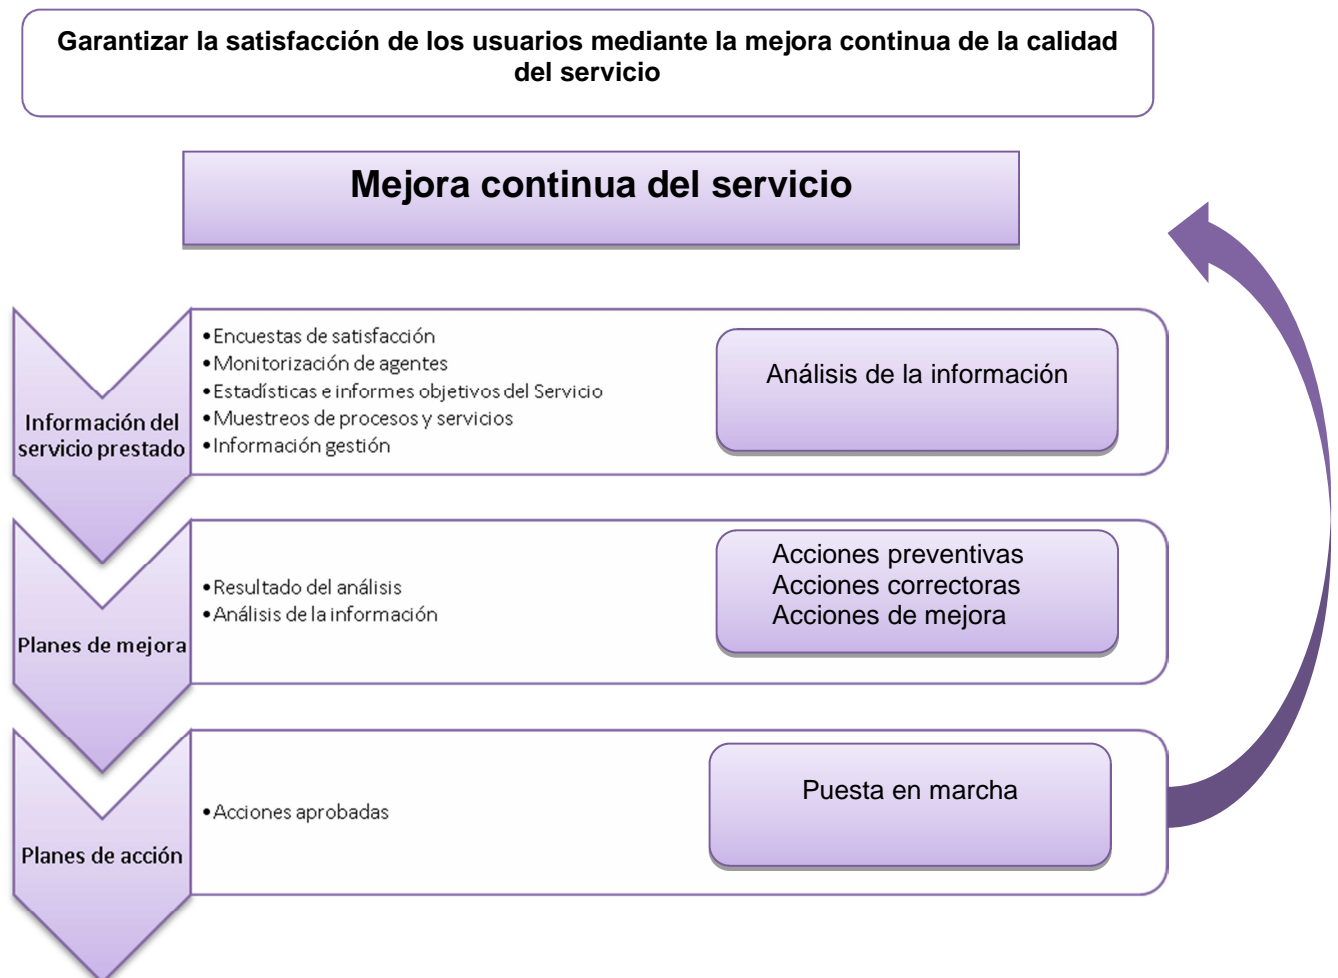 Garantizar la satisfacción de los usuarios mediante la mejora continua de la calidad
del servicio
Mejora continua del servicio
Información del
servicio prestado
•Encuestas de satisfacción
•Monitorización de agentes
•Estadísticas e informes objetivos del Servicio
•Muestreos de procesos y servicios
•Información gestión
Análisis de la información
Planes de mejora
•Resultado del análisis
•Análisis de la información
Acciones preventivas
Acciones correctoras
Acciones de mejora
Planes de acción
•Acciones aprobadas
Puesta en marcha